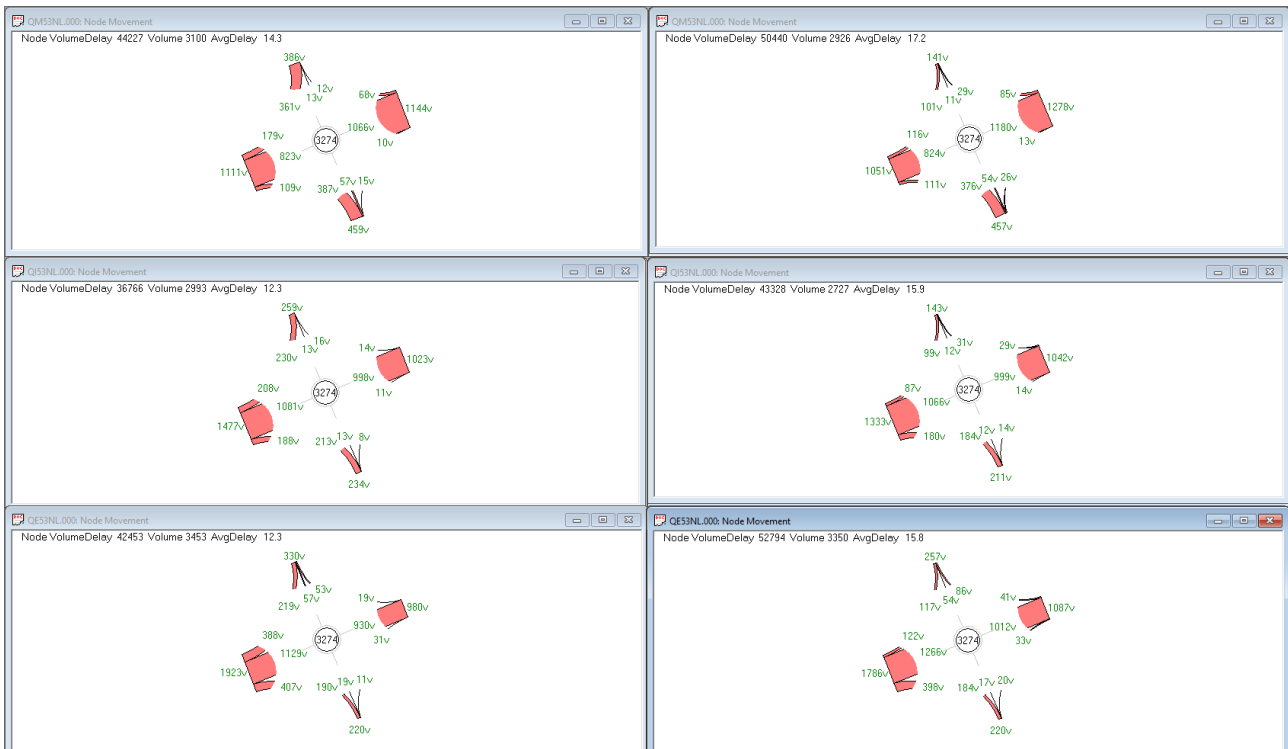 QM53NL.000: Node Movement
Node VolumeDelay 44227 Volume 3100 AvgDelay 14.3
386v
12v
13v
361v
68v
1144v
1066v
10v
179v
3274
823v
1111v
109v
387v
57v
15v
459v
QM53NL.000: Node Movement
Node VolumeDelay 50440 Volume 2926 AvgDelay 17.2
141v
29v
11v
101v
85v
1278v
1180v
13v
116v
3274
824v
1051v
111v
376v
54v
26v
457v
QI53NL.000: Node Movement
Node VolumeDelay 36766 Volume 2993 AvgDelay 12.3
259v
16v
13v
230v
14v
1023v
998v
11v
208v
3274
1081v
1477v
188v
213v
13v
8v
234v
QI53NL.000: Node Movement
Node VolumeDelay 43328 Volume 2727 AvgDelay 15.9
143v
31v
12v
99v
29v
1042v
999v
14v
87v
3274
1066v
1333v
180v
184v
12v
14v
211v
QE53NL.000: Node Movement
Node VolumeDelay 42453 Volume 3453 AvgDelay 12.3
330v
53v
57v
219v
19v
980v
930v
31v
388v
3274
1129v
1923v
407v
190v
19v
11v
220v
QE53NL.000: Node Movement
Node VolumeDelay 52794 Volume 3350 AvgDelay 15.8
257v
86v
54v
117v
41v
1087v
1012v
33v
122v
3274
1266v
1786v
398v
184v
17v
20v
220v